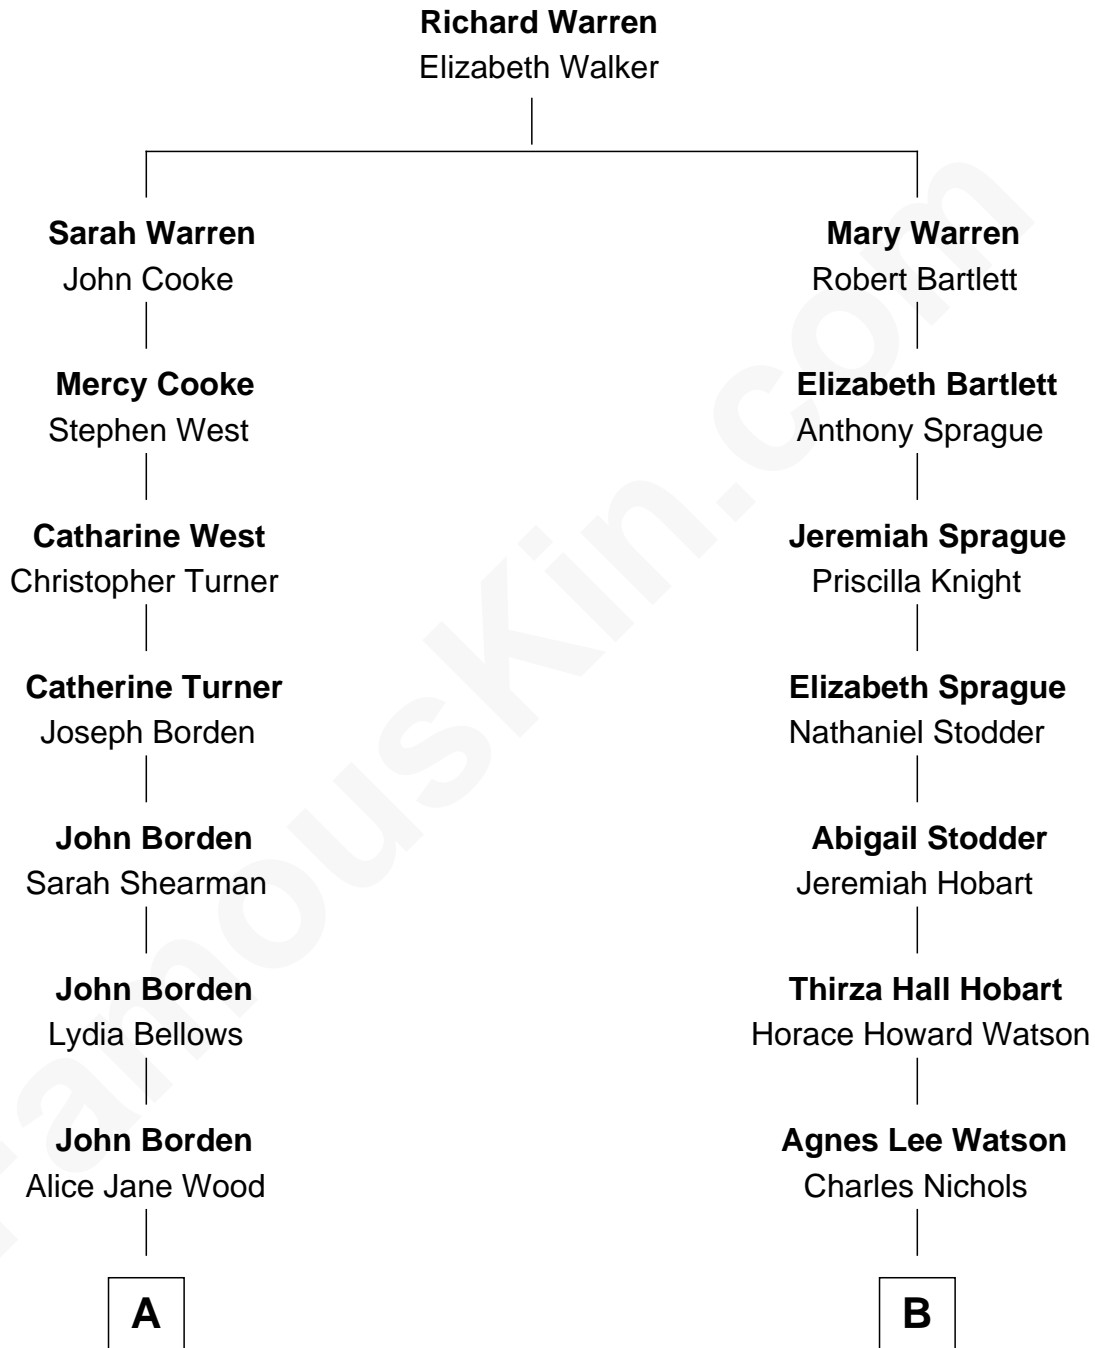 Richard Warren
Elizabeth Walker
Sarah Warren
John Cooke
Mary Warren
Robert Bartlett
Mercy Cooke
Stephen West
Elizabeth Bartlett
Anthony Sprague
Catharine West
Christopher Turner
Jeremiah Sprague
Priscilla Knight
Catherine Turner
Joseph Borden
Elizabeth Sprague
Nathaniel Stodder
John Borden
Sarah Shearman
Abigail Stodder
Jeremiah Hobart
John Borden
Lydia Bellows
Thirza Hall Hobart
Horace Howard Watson
John Borden
Alice Jane Wood
Agnes Lee Watson
Charles Nichols
A
B
FamousKin.com